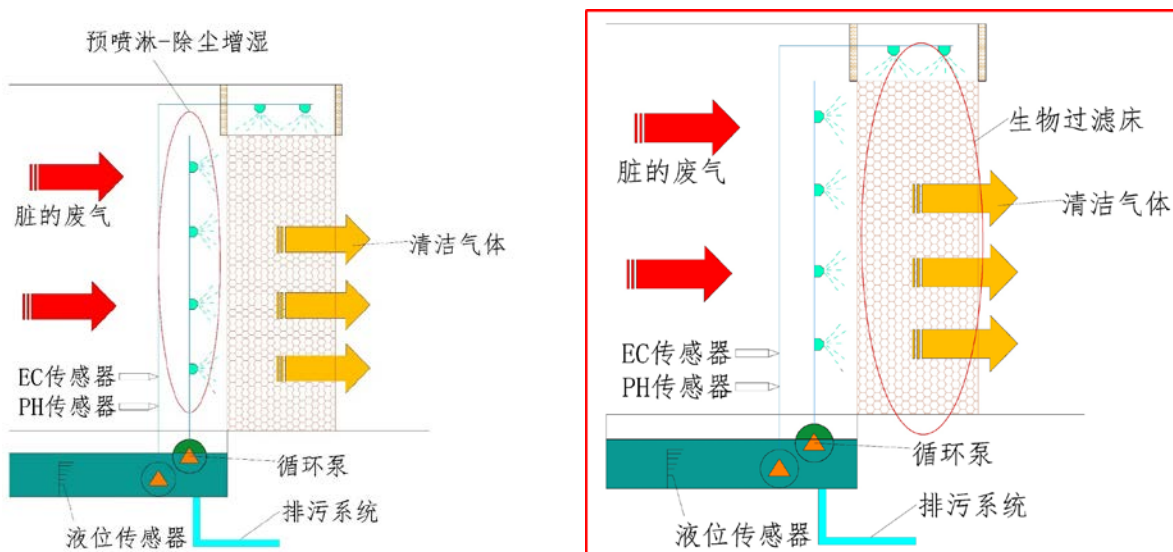 预喷淋-除尘增湿
脏的废气
清洁气体
EC传感器
PH传感器
循环泵
排污系统
液位传感器
生物过滤床
脏的废气
清洁气体
EC传感器
PH传感器
循环泵
排污系统
液位传感器